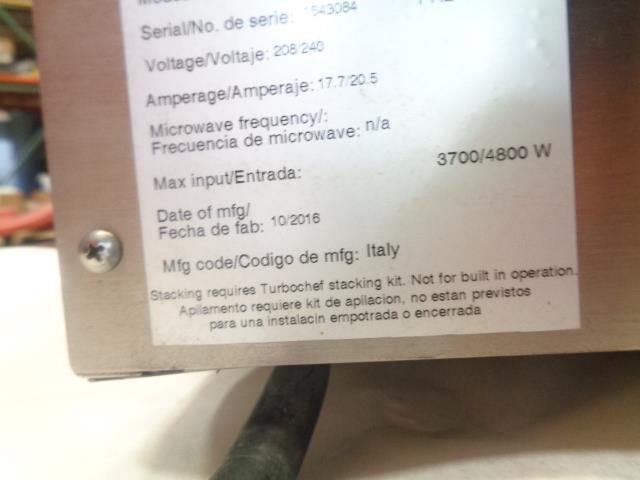 Serial/No. de serie: 1543084
Voltage/Voltaje: 208/240
Amperage/Amperaje: 17.7/20.5
Microwave frequency/:
Frecuencia de microwave: n/a
Max input/Entrada: 3700/4800 W
Date of mfg/
Fecha de fab: 10/2016
Mfg code/Codigo de mfg: Italy
Stacking requires Turbochef stacking kit. Not for built in operation.
Apilamento requiere kit de apilacion, no estan previstos
para una instalacin empotrada o encerrada